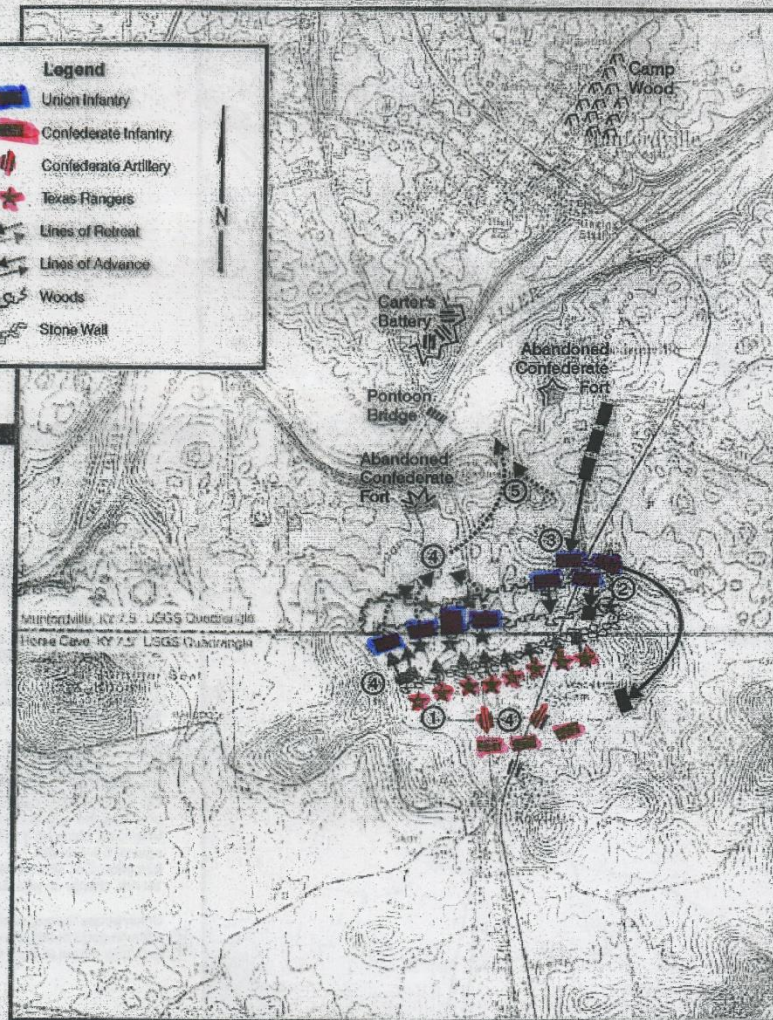 Legend
Union Infantry
Confederate Infantry
Confederate Artillery
Texas Rangers
Lines of Retreat
Lines of Advance
Woods
Stone Wall
N
Camp
Wood
Munfordville
Carter's
Battery
RIVER
Abandoned
Confederate
Fort
Pontoon
Bridge
Abandoned
Confederate
Fort
⑤
③
④
②
Munfordville, KY 7.5' USGS Quadrangle
Horse Cave, KY 7.5' USGS Quadrangle
④
①
④